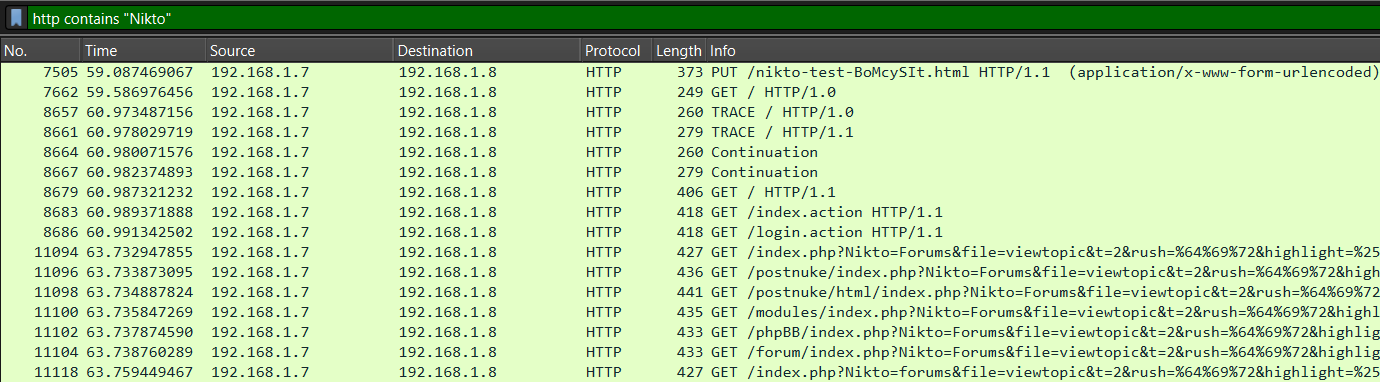 http contains "Nikto"
No. Time Source Destination Protocol Length Info
7505 59.087469067 192.168.1.7 192.168.1.8 HTTP 373 PUT /nikto-test-BoMcySIt.html HTTP/1.1 (application/x-www-form-urlencoded)
7662 59.586976456 192.168.1.7 192.168.1.8 HTTP 249 GET / HTTP/1.0
8657 60.973487156 192.168.1.7 192.168.1.8 HTTP 260 TRACE / HTTP/1.0
8661 60.978029719 192.168.1.7 192.168.1.8 HTTP 279 TRACE / HTTP/1.1
8664 60.980071576 192.168.1.7 192.168.1.8 HTTP 260 Continuation
8667 60.982374893 192.168.1.7 192.168.1.8 HTTP 279 Continuation
8679 60.987321232 192.168.1.7 192.168.1.8 HTTP 406 GET / HTTP/1.1
8683 60.989371888 192.168.1.7 192.168.1.8 HTTP 418 GET /index.action HTTP/1.1
8686 60.991342502 192.168.1.7 192.168.1.8 HTTP 418 GET /login.action HTTP/1.1
11094 63.732947855 192.168.1.7 192.168.1.8 HTTP 427 GET /index.php?Nikto=Forums&file=viewtopic&t=2&rush=%64%69%72&highlight=%25
11096 63.733873095 192.168.1.7 192.168.1.8 HTTP 436 GET /postnuke/index.php?Nikto=Forums&file=viewtopic&t=2&rush=%64%69%72&high
11098 63.734887824 192.168.1.7 192.168.1.8 HTTP 441 GET /postnuke/html/index.php?Nikto=Forums&file=viewtopic&t=2&rush=%64%69%72
11100 63.735847269 192.168.1.7 192.168.1.8 HTTP 435 GET /modules/index.php?Nikto=Forums&file=viewtopic&t=2&rush=%64%69%72&highl
11102 63.737874590 192.168.1.7 192.168.1.8 HTTP 433 GET /phpBB/index.php?Nikto=Forums&file=viewtopic&t=2&rush=%64%69%72&highlig
11104 63.738760289 192.168.1.7 192.168.1.8 HTTP 433 GET /forum/index.php?Nikto=Forums&file=viewtopic&t=2&rush=%64%69%72&highlig
11118 63.759449467 192.168.1.7 192.168.1.8 HTTP 427 GET /index.php?Nikto=forums&file=viewtopic&t=2&rush=%64%69%72&highlight=%25